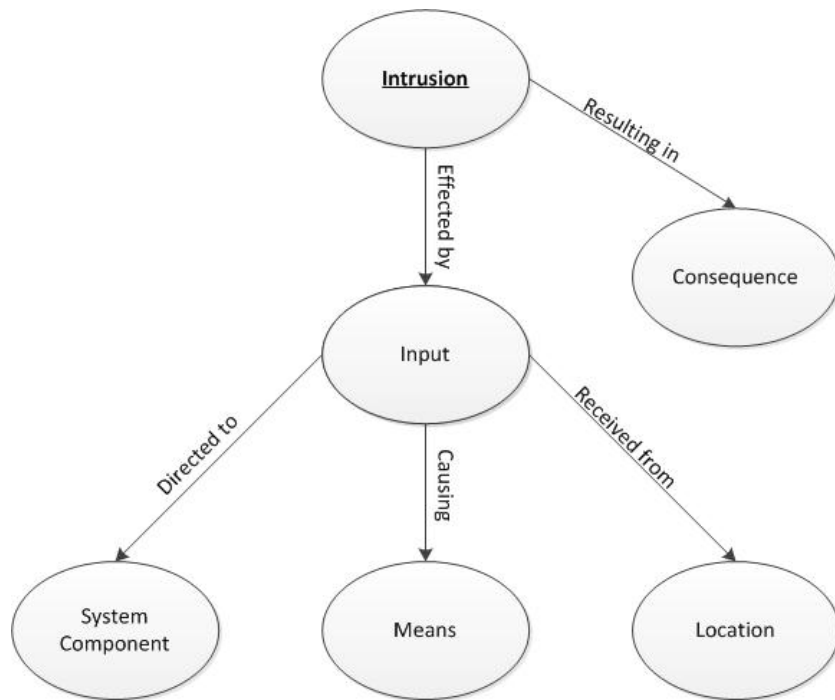 Intrusion
Resulting in
Effected by
Consequence
Input
Directed to
Causing
Received from
System
Component
Means
Location